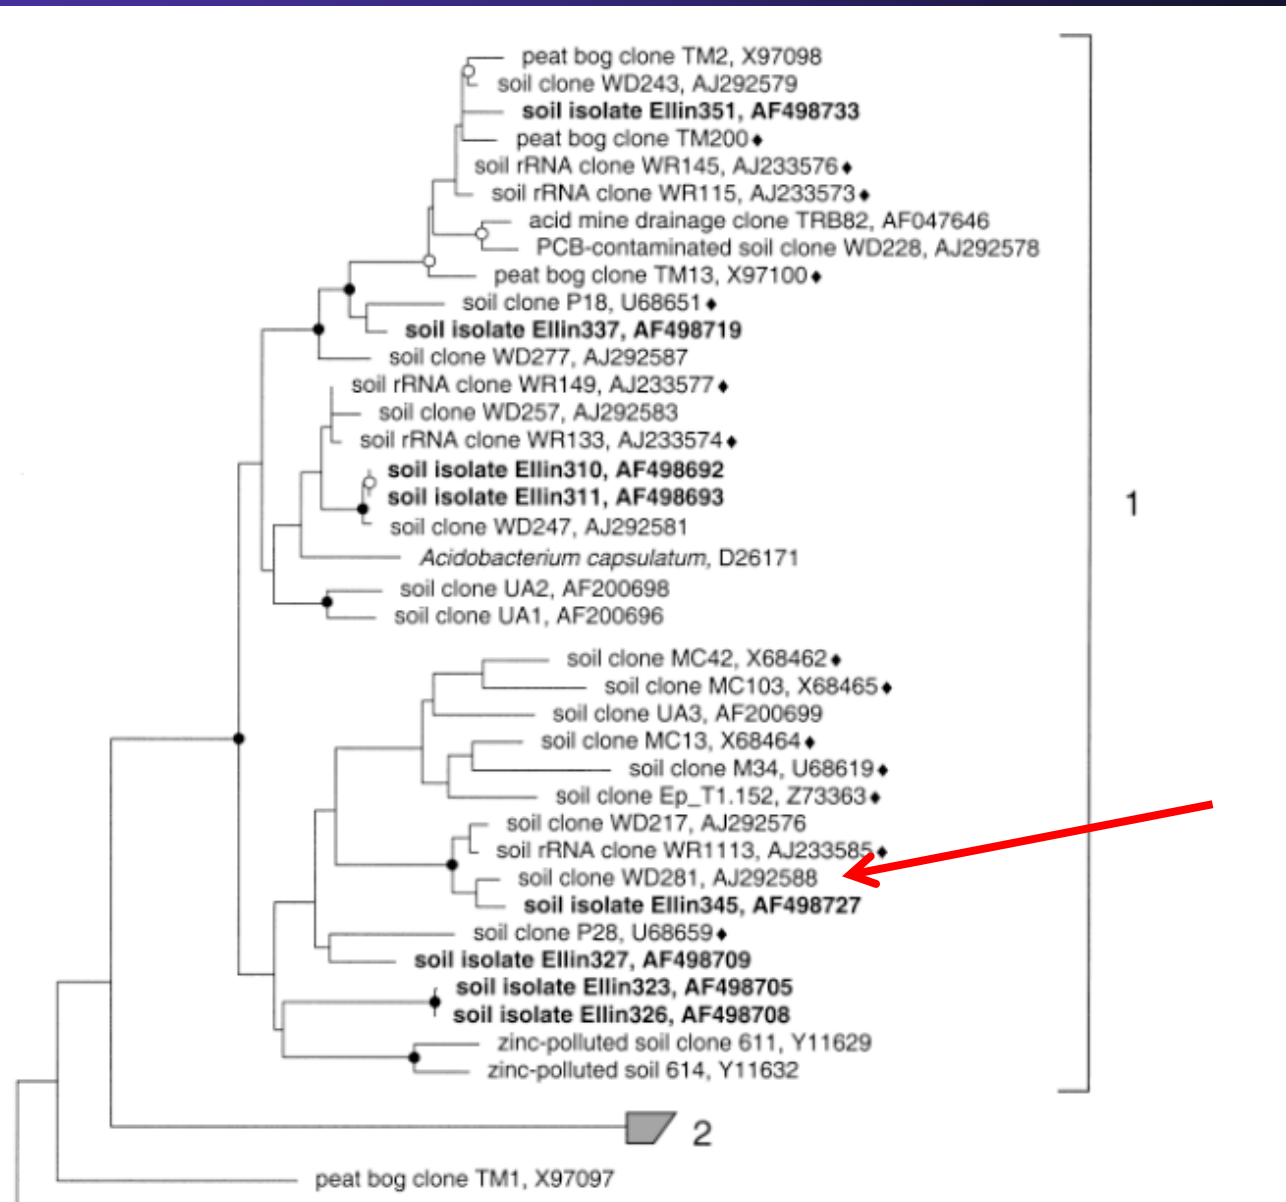 peat bog clone TM2, X97098
soil clone WD243, AJ292579
soil isolate Ellin351, AF498733
peat bog clone TM200♦
soil rRNA clone WR145, AJ233576♦
soil rRNA clone WR115, AJ233573♦
acid mine drainage clone TRB82, AF047646
PCB-contaminated soil clone WD228, AJ292578
peat bog clone TM13, X97100♦
soil clone P18, U68651♦
soil isolate Ellin337, AF498719
soil clone WD277, AJ292587
soil rRNA clone WR149, AJ233577♦
soil clone WD257, AJ292583
soil rRNA clone WR133, AJ233574♦
soil isolate Ellin310, AF498692
soil isolate Ellin311, AF498693
1
soil clone WD247, AJ292581
Acidobacterium capsulatum, D26171
soil clone UA2, AF200698
soil clone UA1, AF200696
soil clone MC42, X68462♦
soil clone MC103, X68465♦
soil clone UA3, AF200699
soil clone MC13, X68464♦
soil clone M34, U68619♦
soil clone Ep_T1.152, Z73363♦
soil clone WD217, AJ292576
soil rRNA clone WR1113, AJ233585♦
soil clone WD281, AJ292588
soil isolate Ellin345, AF498727
soil clone P28, U68659♦
soil isolate Ellin327, AF498709
soil isolate Ellin323, AF498705
soil isolate Ellin326, AF498708
zinc-polluted soil clone 611, Y11629
zinc-polluted soil 614, Y11632
2
peat bog clone TM1, X97097